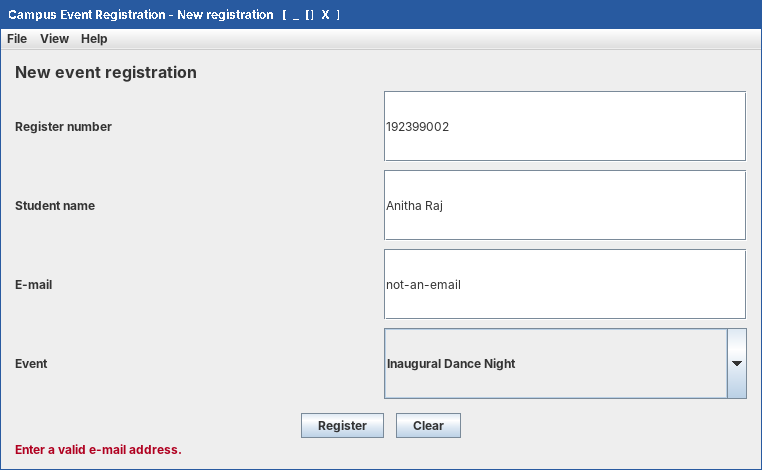 Campus Event Registration - New registration [ _ [] X ]
File View Help
New event registration
Register number 192399002
Student name Anitha Raj
E-mail not-an-email
Event Inaugural Dance Night
Register Clear
Enter a valid e-mail address.